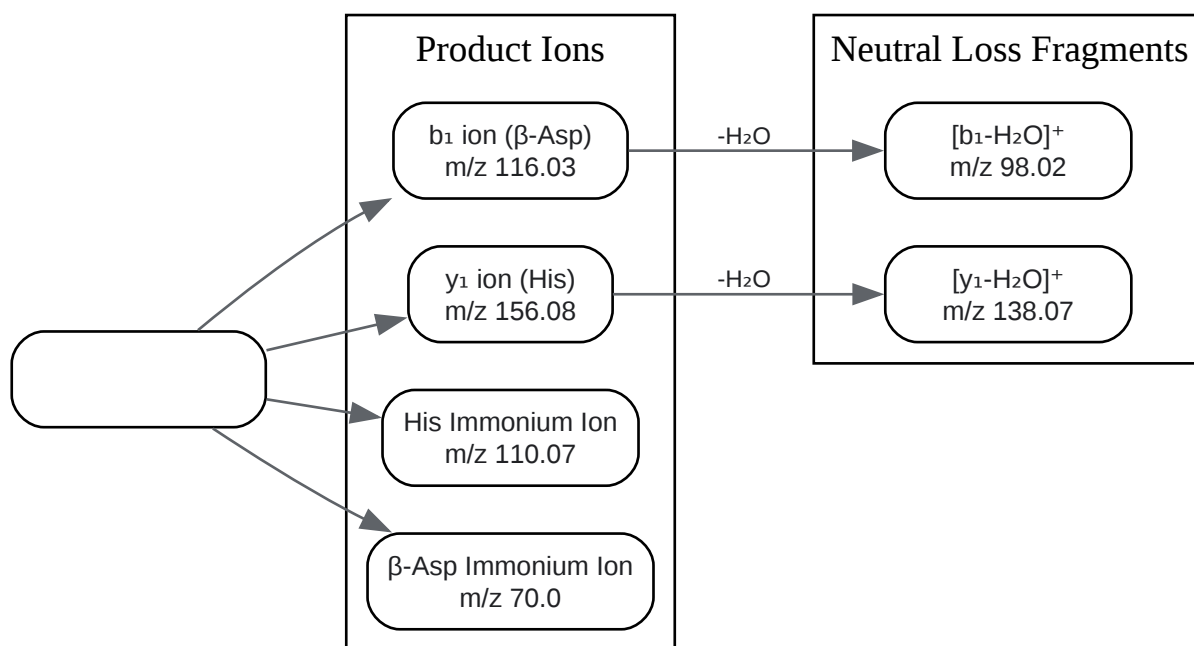 Product Ions
b₁ ion (β-Asp)
m/z 116.03
y₁ ion (His)
m/z 156.08
His Immonium Ion
m/z 110.07
β-Asp Immonium Ion
m/z 70.0
-H₂O
-H₂O
Neutral Loss Fragments
[b₁-H₂O]⁺
m/z 98.02
[y₁-H₂O]⁺
m/z 138.07